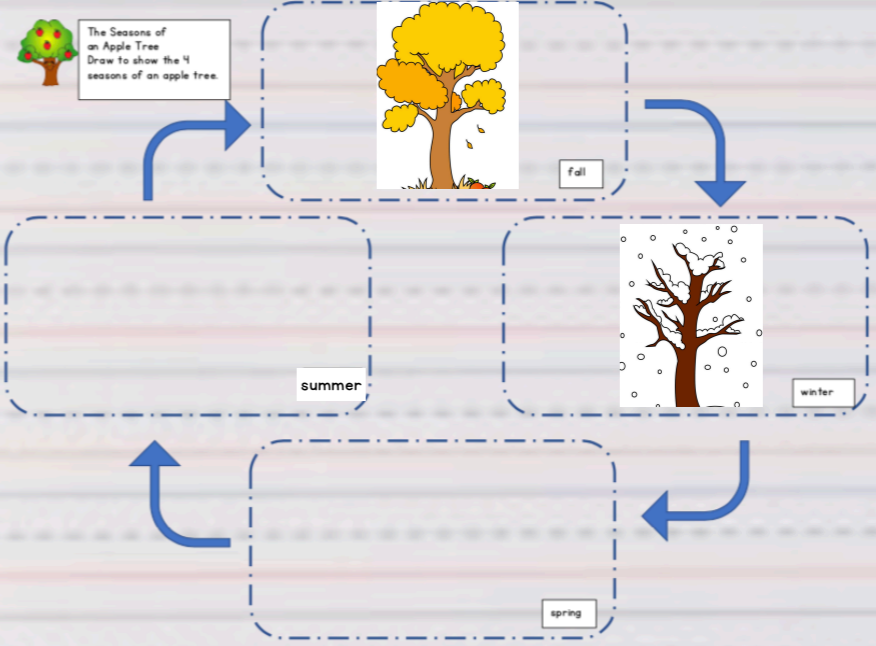 The Seasons of
an Apple Tree
Draw to show the 4
seasons of an apple tree.
fall
winter
summer
spring